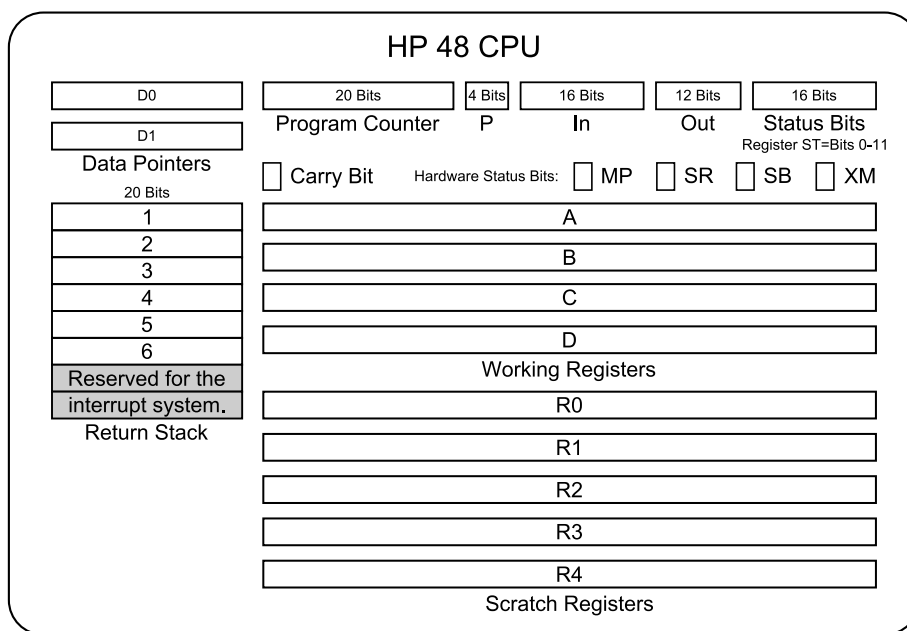 HP 48 CPU
D0
D1
Data Pointers
20 Bits
1
2
3
4
5
6
Reserved for the
interrupt system.
Return Stack
20 Bits
Program Counter
4 Bits
P
16 Bits
In
12 Bits
Out
16 Bits
Status Bits
Register ST=Bits 0-11
Carry Bit
Hardware Status Bits:
MP
SR
SB
XM
A
B
C
D
Working Registers
R0
R1
R2
R3
R4
Scratch Registers